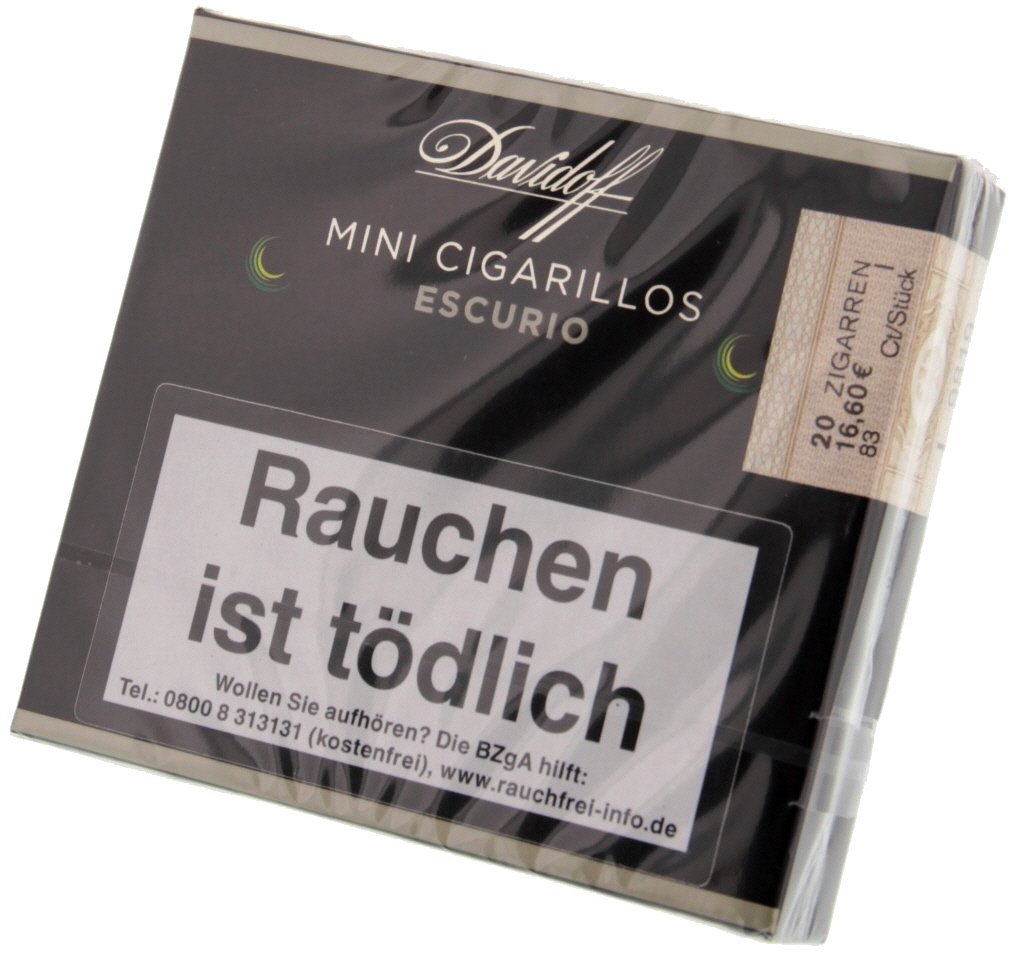 Davidoff
MINI CIGARILLOS
ESCURIO
20 ZIGARREN
16,60 €
83 Ct/Stück
Rauchen
ist tödlich
Wollen Sie aufhören? Die BZgA hilft:
Tel.: 0800 8 313131 (kostenfrei), www.rauchfrei-info.de